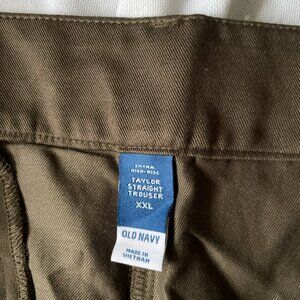 EXTRA
HIGH-RISE
TAYLOR
STRAIGHT
TROUSER
XXL
OLD NAVY
MADE IN
VIETNAM